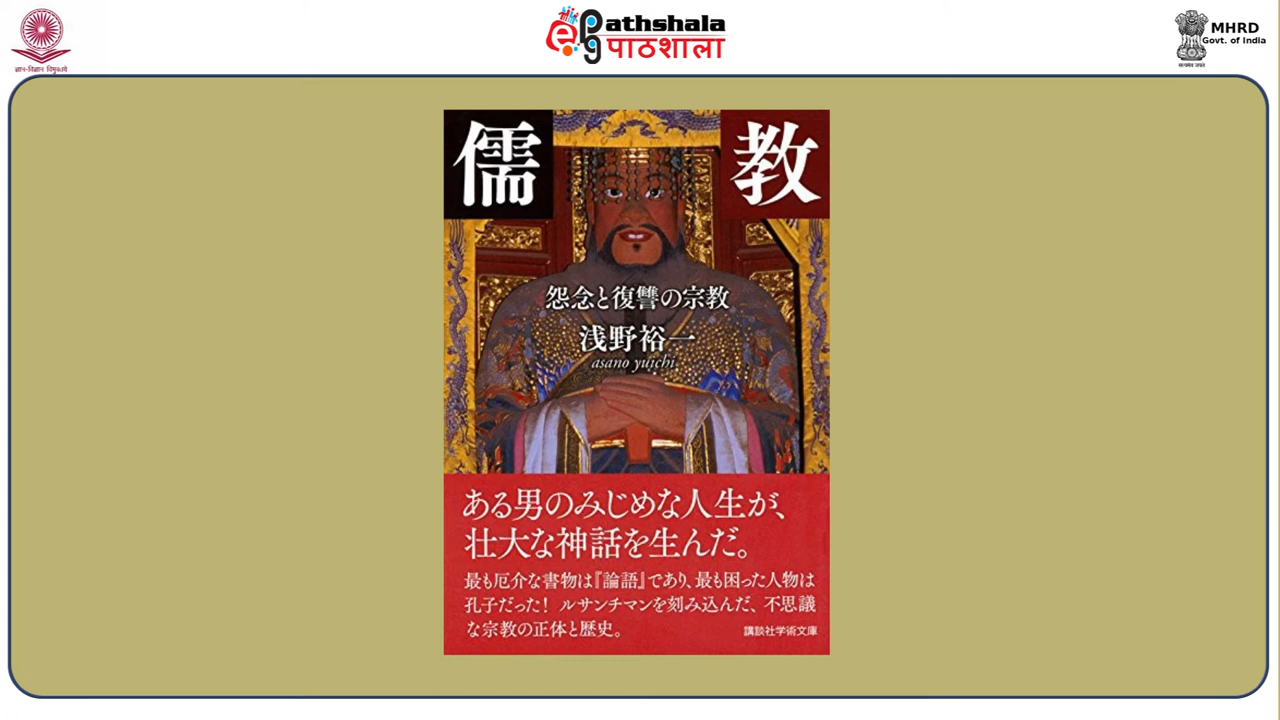 ज्ञान-विज्ञान विमुक्तये
ePathshala
पाठशाला
MHRD
Govt. of India
सत्यमेव जयते
儒教
怨念と復讐の宗教
浅野裕一
asano yuichi
ある男のみじめな人生が、
壮大な神話を生んだ。
最も厄介な書物は『論語』であり、最も困った人物は
孔子だった! ルサンチマンを刻み込んだ、不思議
な宗教の正体と歴史。
講談社学術文庫